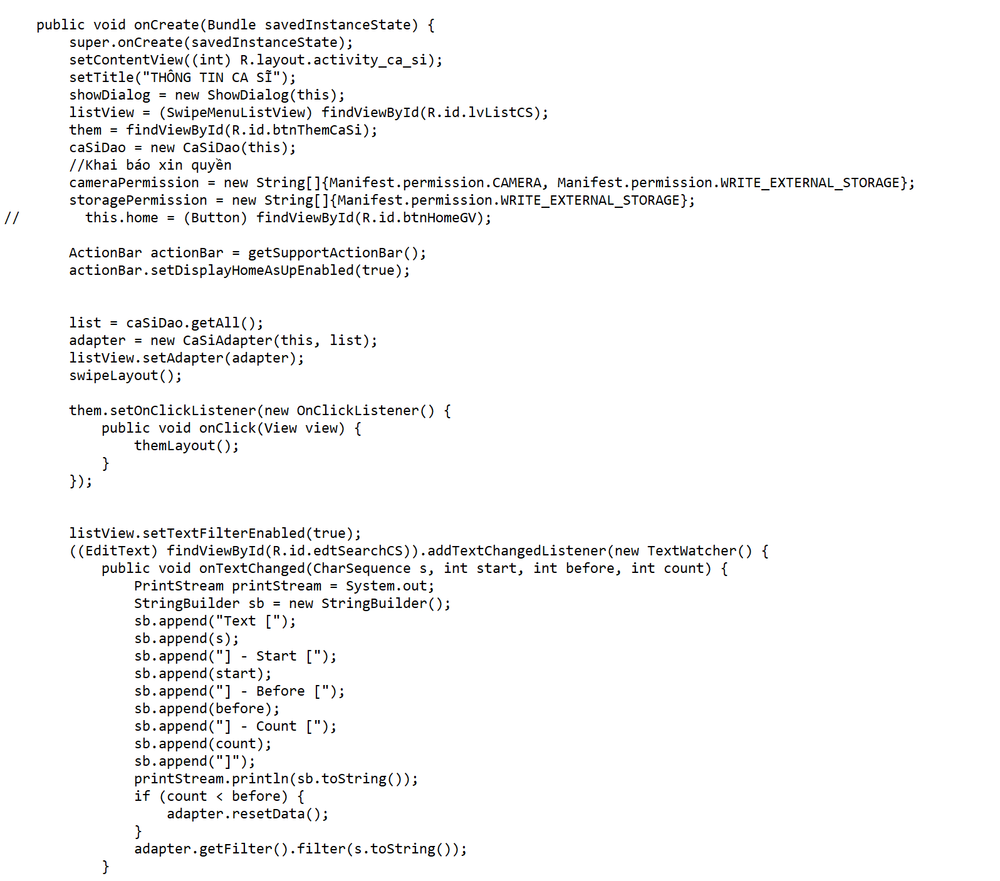 public void onCreate(Bundle savedInstanceState) {
super.onCreate(savedInstanceState);
setContentView((int) R.layout.activity_ca_si);
setTitle("THÔNG TIN CA SĨ");
showDialog = new ShowDialog(this);
listView = (SwipeMenuListView) findViewById(R.id.lvListCS);
them = findViewById(R.id.btnThemCaSi);
caSiDao = new CaSiDao(this);
//Khai báo xin quyền
cameraPermission = new String[]{Manifest.permission.CAMERA, Manifest.permission.WRITE_EXTERNAL_STORAGE};
storagePermission = new String[]{Manifest.permission.WRITE_EXTERNAL_STORAGE};
// this.home = (Button) findViewById(R.id.btnHomeGV);
ActionBar actionBar = getSupportActionBar();
actionBar.setDisplayHomeAsUpEnabled(true);
list = caSiDao.getAll();
adapter = new CaSiAdapter(this, list);
listView.setAdapter(adapter);
swipeLayout();
them.setOnClickListener(new OnClickListener() {
public void onClick(View view) {
themLayout();
}
});
listView.setTextFilterEnabled(true);
((EditText) findViewById(R.id.edtSearchCS)).addTextChangedListener(new TextWatcher() {
public void onTextChanged(CharSequence s, int start, int before, int count) {
PrintStream printStream = System.out;
StringBuilder sb = new StringBuilder();
sb.append("Text [");
sb.append(s);
sb.append("] - Start [");
sb.append(start);
sb.append("] - Before [");
sb.append(before);
sb.append("] - Count [");
sb.append(count);
sb.append("]");
printStream.println(sb.toString());
if (count < before) {
adapter.resetData();
}
adapter.getFilter().filter(s.toString());
}